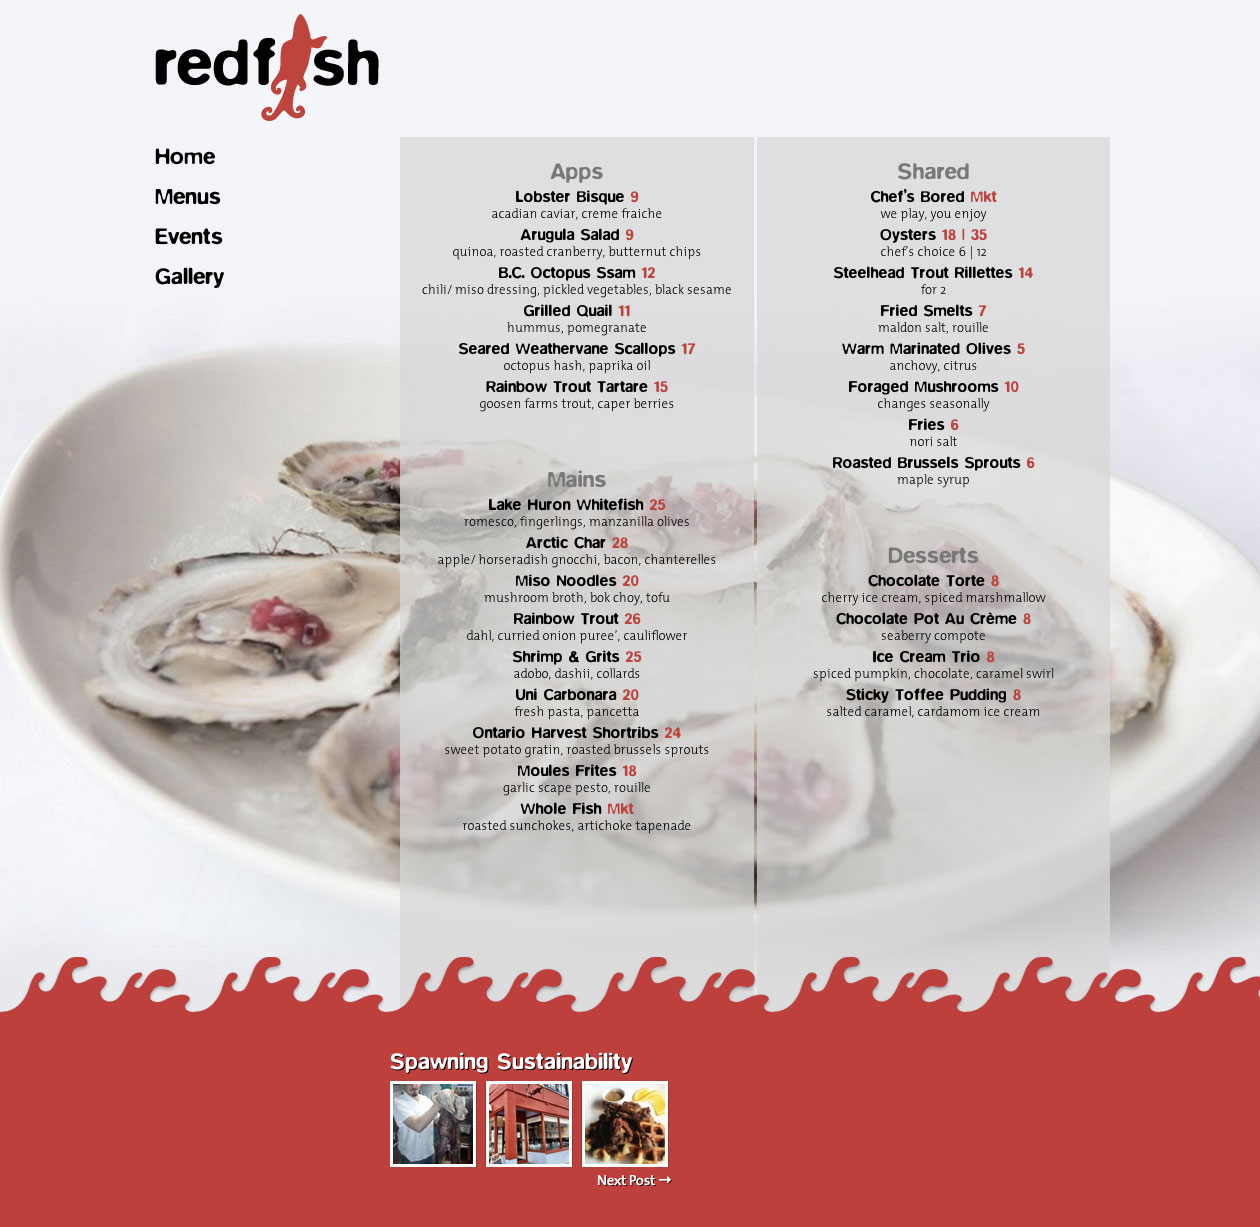 redfish
Home
Menus
Events
Gallery
Apps
Lobster Bisque 9
acadian caviar, creme fraiche
Arugula Salad 9
quinoa, roasted cranberry, butternut chips
B.C. Octopus Ssam 12
chili/ miso dressing, pickled vegetables, black sesame
Grilled Quail 11
hummus, pomegranate
Seared Weathervane Scallops 17
octopus hash, paprika oil
Rainbow Trout Tartare 15
goosen farms trout, caper berries
Mains
Lake Huron Whitefish 25
romesco, fingerlings, manzanilla olives
Arctic Char 28
apple/ horseradish gnocchi, bacon, chanterelles
Miso Noodles 20
mushroom broth, bok choy, tofu
Rainbow Trout 26
dahl, curried onion puree', cauliflower
Shrimp & Grits 25
adobo, dashii, collards
Uni Carbonara 20
fresh pasta, pancetta
Ontario Harvest Shortribs 24
sweet potato gratin, roasted brussels sprouts
Moules Frites 18
garlic scape pesto, rouille
Whole Fish Mkt
roasted sunchokes, artichoke tapenade
Shared
Chef's Bored Mkt
we play, you enjoy
Oysters 18 | 35
chef's choice 6 | 12
Steelhead Trout Rillettes 14
for 2
Fried Smelts 7
maldon salt, rouille
Warm Marinated Olives 5
anchovy, citrus
Foraged Mushrooms 10
changes seasonally
Fries 6
nori salt
Roasted Brussels Sprouts 6
maple syrup
Desserts
Chocolate Torte 8
cherry ice cream, spiced marshmallow
Chocolate Pot Au Crème 8
seaberry compote
Ice Cream Trio 8
spiced pumpkin, chocolate, caramel swirl
Sticky Toffee Pudding 8
salted caramel, cardamom ice cream
Spawning Sustainability
Next Post →